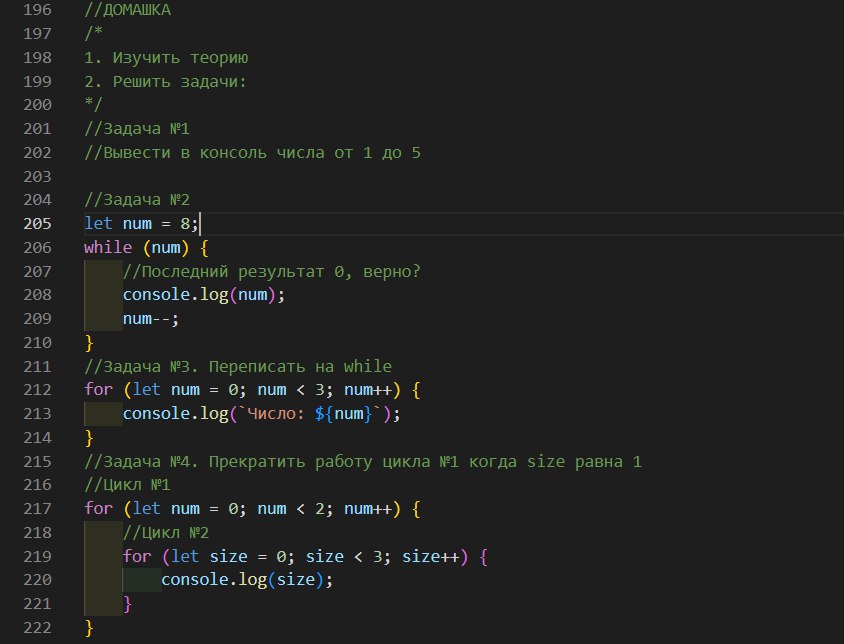 196 //ДОМАШКА
197 /*
198 1. Изучить теорию
199 2. Решить задачи:
200 */
201 //Задача №1
202 //Вывести в консоль числа от 1 до 5
203
204 //Задача №2
205 let num = 8;
206 while (num) {
207     //Последний результат 0, верно?
208     console.log(num);
209     num--;
210 }
211 //Задача №3. Переписать на while
212 for (let num = 0; num < 3; num++) {
213     console.log(`Число: ${num}`);
214 }
215 //Задача №4. Прекратить работу цикла №1 когда size равна 1
216 //Цикл №1
217 for (let num = 0; num < 2; num++) {
218     //Цикл №2
219     for (let size = 0; size < 3; size++) {
220         console.log(size);
221     }
222 }